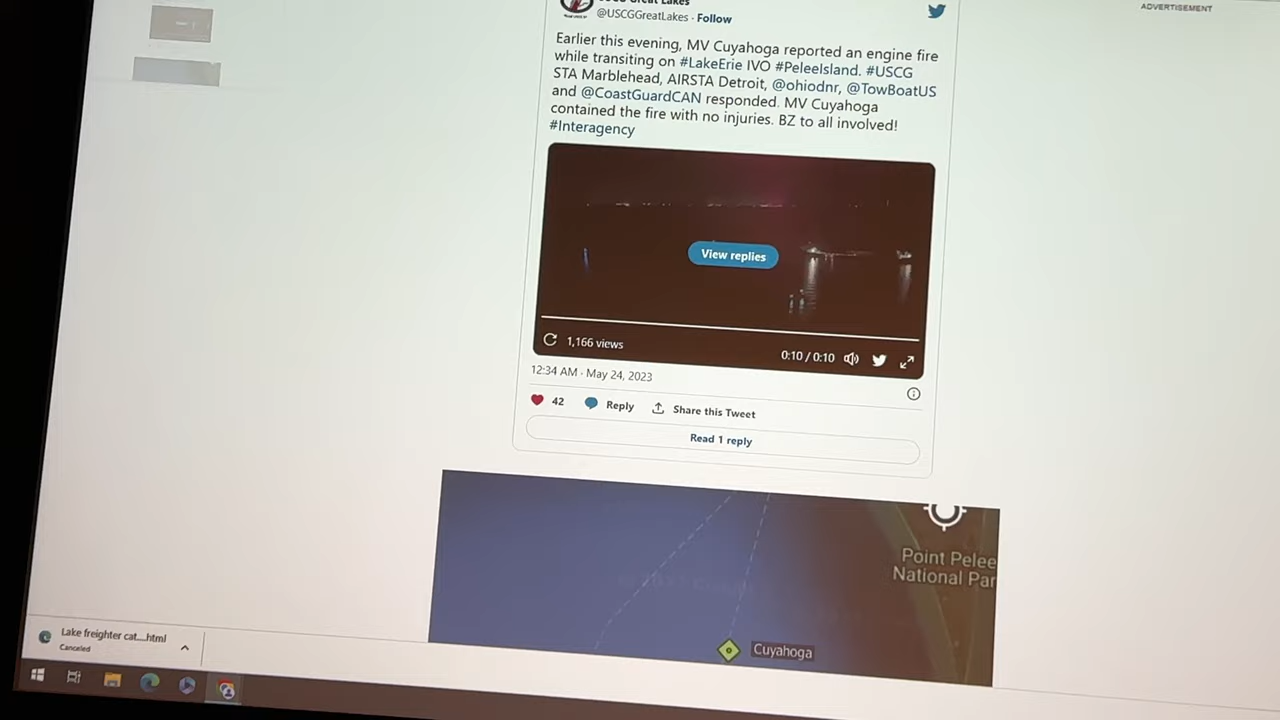 ADVERTISEMENT
Great Lakes
@USCGGreatLakes · Follow
Earlier this evening, MV Cuyahoga reported an engine fire
while transiting on #LakeErie IVO #PeleeIsland. #USCG
STA Marblehead, AIRSTA Detroit, @ohiodnr, @TowBoatUS
and @CoastGuardCAN responded. MV Cuyahoga
contained the fire with no injuries. BZ to all involved!
#Interagency
View replies
1,166 views
0:10 / 0:10
12:34 AM · May 24, 2023
42 Reply Share this Tweet
Read 1 reply
Point Pelee
National Par
Cuyahoga
Lake freighter cat....html
Canceled